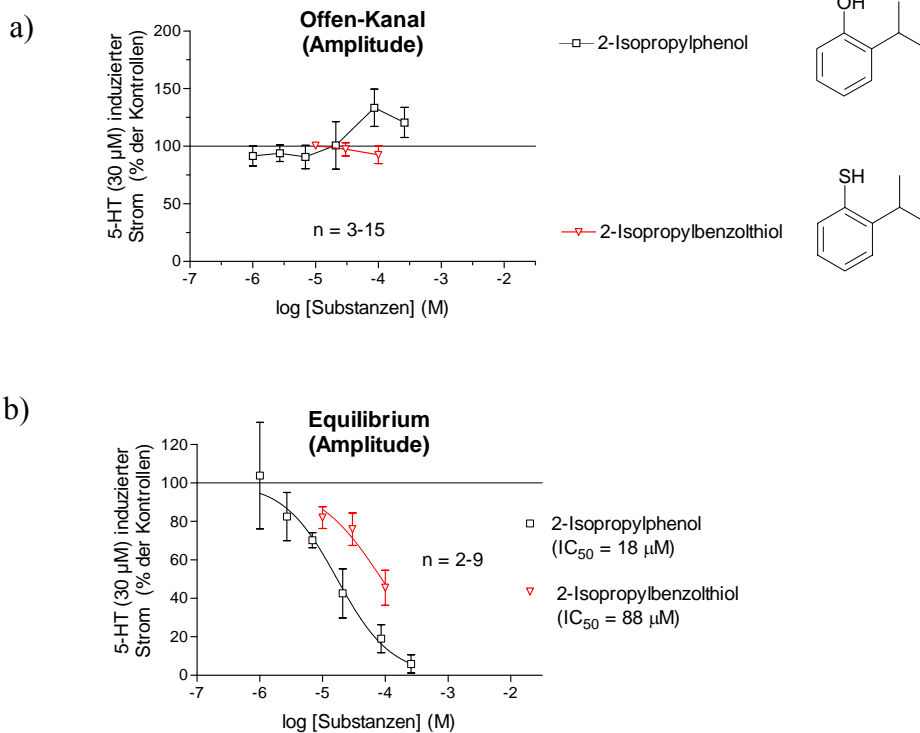 a)
Offen-Kanal
(Amplitude)
5-HT (30 µM) induzierter
Strom (% der Kontrollen)
200
150
100
50
0
n = 3-15
-7 -6 -5 -4 -3 -2
log [Substanzen] (M)
2-Isopropylphenol
OH
2-Isopropylbenzolthiol
SH
b)
Equilibrium
(Amplitude)
5-HT (30 µM) induzierter
Strom (% der Kontrollen)
120
100
80
60
40
20
0
n = 2-9
-7 -6 -5 -4 -3 -2
log [Substanzen] (M)
2-Isopropylphenol
(IC50 = 18 µM)
2-Isopropylbenzolthiol
(IC50 = 88 µM)